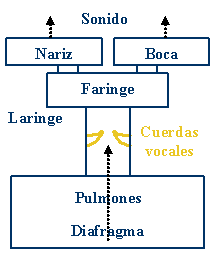 Sonido
Nariz
Boca
Faringe
Laringe
Cuerdas
vocales
Pulmones
Diafragma